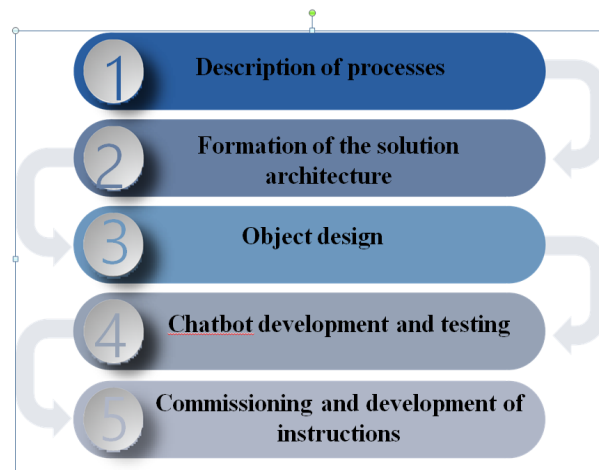 1
Description of processes
2
Formation of the solution
architecture
3
Object design
4
Chatbot development and testing
5
Commissioning and development of
instructions